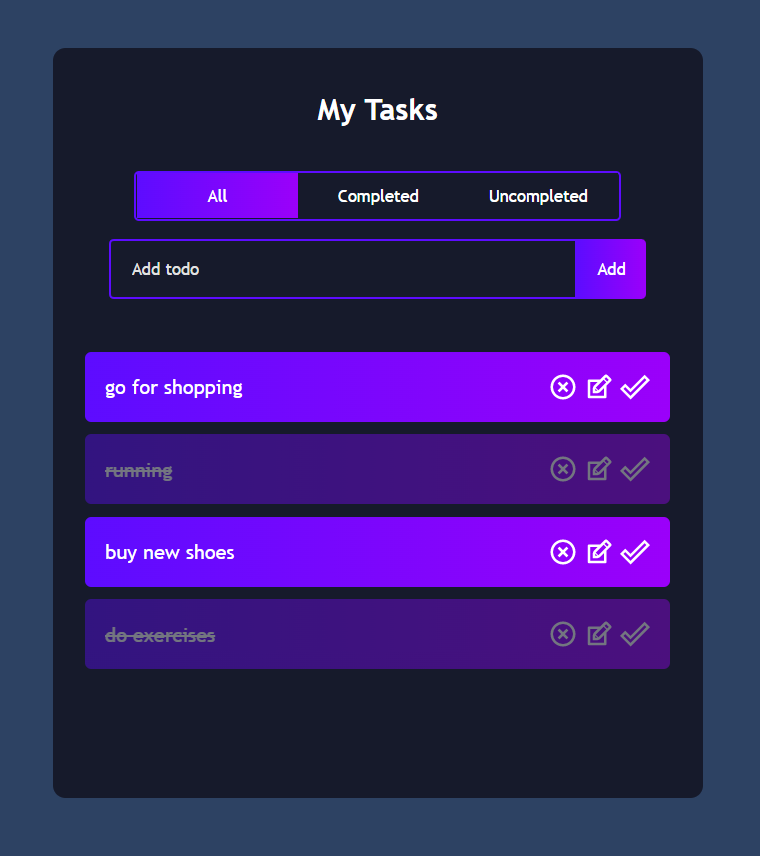 My Tasks
All Completed Uncompleted
Add todo Add
go for shopping
running
buy new shoes
do exercises